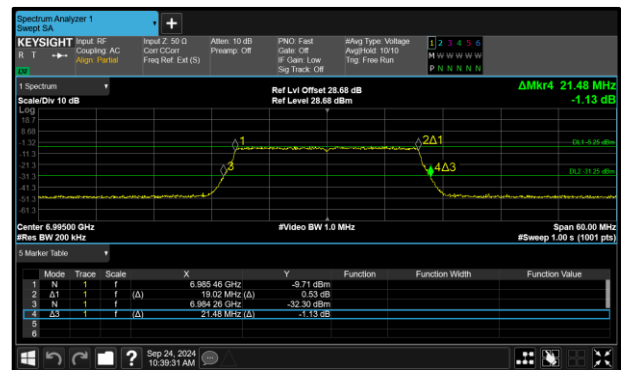 Spectrum Analyzer 1
Swept SA
KEYSIGHT Input: RF Input Z: 50 Ω Atten: 10 dB PNO: Fast #Avg Type: Voltage 1 2 3 4 5 6
R T Coupling: AC Corr CCorr Preamp: Off Gate: Off Avg|Hold: 10/10 M W W W W W
Align: Partial Freq Ref: Ext (S) IF Gain: Low Trig: Free Run
Sig Track: Off P N N N N N
1 Spectrum Ref Lvl Offset 28.68 dB ΔMkr4 21.48 MHz
Scale/Div 10 dB Ref Level 28.68 dBm -1.13 dB
Log
18.7
8.68
-1.32 1 2Δ1 DL1 -5.25 dBm
-11.3
-21.3 3 4Δ3 DL2 -31.25 dBm
-31.3
-41.3
-51.3
-61.3
Center 6.99500 GHz #Video BW 1.0 MHz Span 60.00 MHz
#Res BW 200 kHz #Sweep 1.00 s (1001 pts)
5 Marker Table
Mode Trace Scale X Y Function Function Width Function Value
1 N 1 f 6.985 46 GHz -9.71 dBm
2 Δ1 1 f (Δ) 19.02 MHz (Δ) 0.53 dB
3 N 1 f 6.984 26 GHz -32.30 dBm
4 Δ3 1 f (Δ) 21.48 MHz (Δ) -1.13 dB
5
6
? Sep 24, 2024
10:39:31 AM